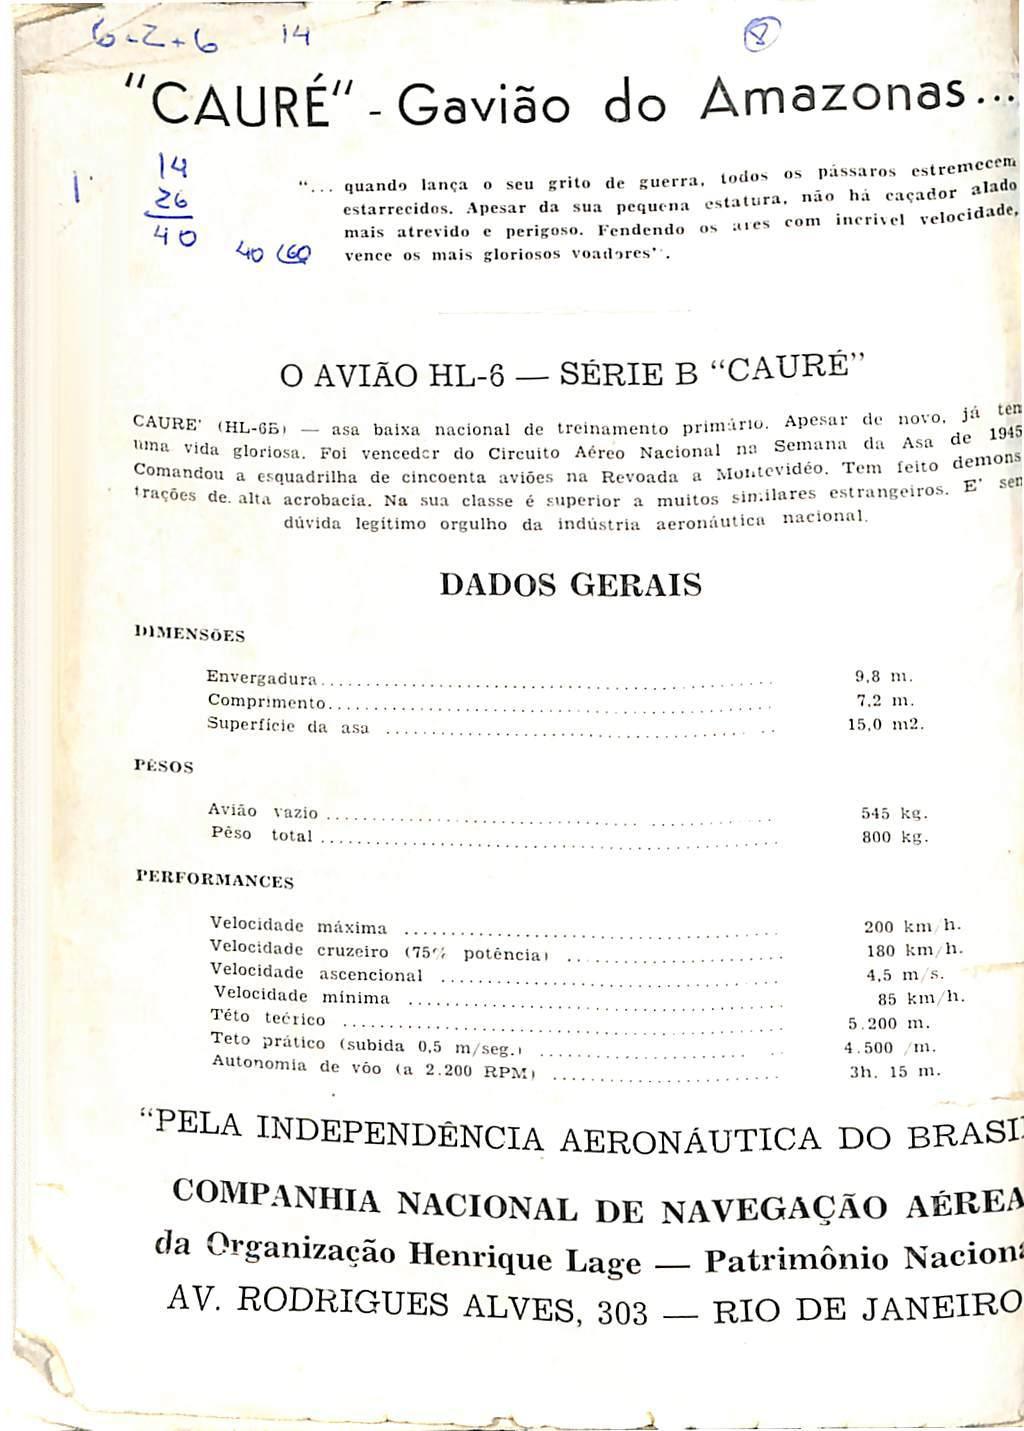 6-2+6 14 8
"CAURÉ" - Gavião do Amazonas...
14
26
40
40 (60)
"... quando lança o seu grito de guerra, todos os pássaros estremecem
estarrecidos. Apesar da sua pequena estatura, não há caçador alado
mais atrevido e perigoso. Fendendo os ares com incrivel velocidade,
vence os mais gloriosos voadores".
O AVIÃO HL-6 — SÉRIE B "CAURÉ"
CAURE' (HL-6B) — asa baixa nacional de treinamento primário. Apesar de novo, já tem
uma vida gloriosa. Foi vencedor do Circuito Aéreo Nacional na Semana da Asa de 1945
Comandou a esquadrilha de cincoenta aviões na Revoada a Montevidéo. Tem feito demons
trações de alta acrobacia. Na sua classe é superior a muitos similares estrangeiros. E' sen
dúvida legítimo orgulho da indústria aeronáutica nacional.
DADOS GERAIS
DIMENSÕES
Envergadura ........ 9,8 m.
Comprimento ........ 7,2 m.
Superfície da asa ........ 15,0 m2.
PÊSOS
Avião vazio ........ 545 kg.
Pêso total ........ 800 kg.
PERFORMANCES
Velocidade máxima ........ 200 km/h.
Velocidade cruzeiro (75% potência) ........ 180 km/h.
Velocidade ascencional ........ 4,5 m/s.
Velocidade mínima ........ 85 km/h.
Této teórico ........ 5.200 m.
Teto prático (subida 0,5 m/seg.) ........ 4.500 m.
Autonomia de vôo (a 2.200 RPM) ........ 3h. 15 m.
"PELA INDEPENDÊNCIA AERONÁUTICA DO BRASIL
COMPANHIA NACIONAL DE NAVEGAÇÃO AÉREA
da Organização Henrique Lage — Patrimônio Naciona
AV. RODRIGUES ALVES, 303 — RIO DE JANEIRO